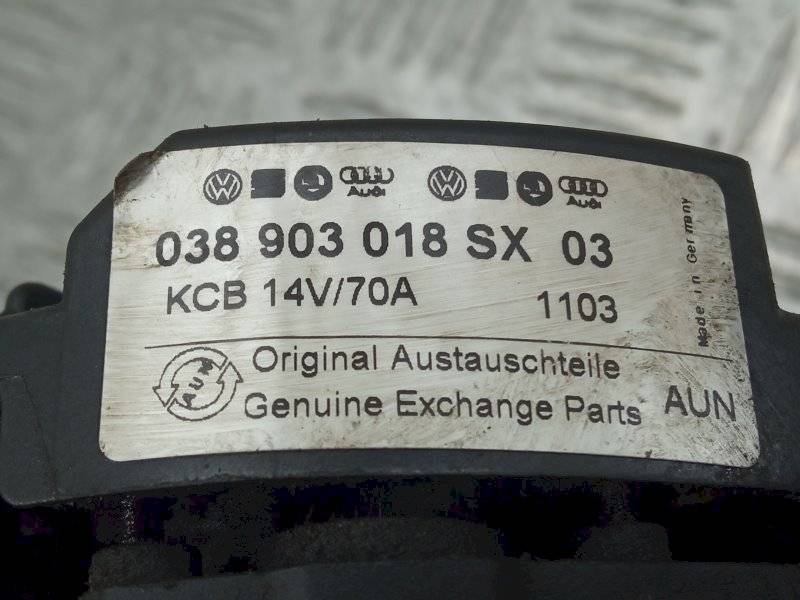 Audi Audi
038 903 018 SX 03
KCB 14V/70A 1103
Made in Germany
AUN
Original Austauschteile
Genuine Exchange Parts AUN